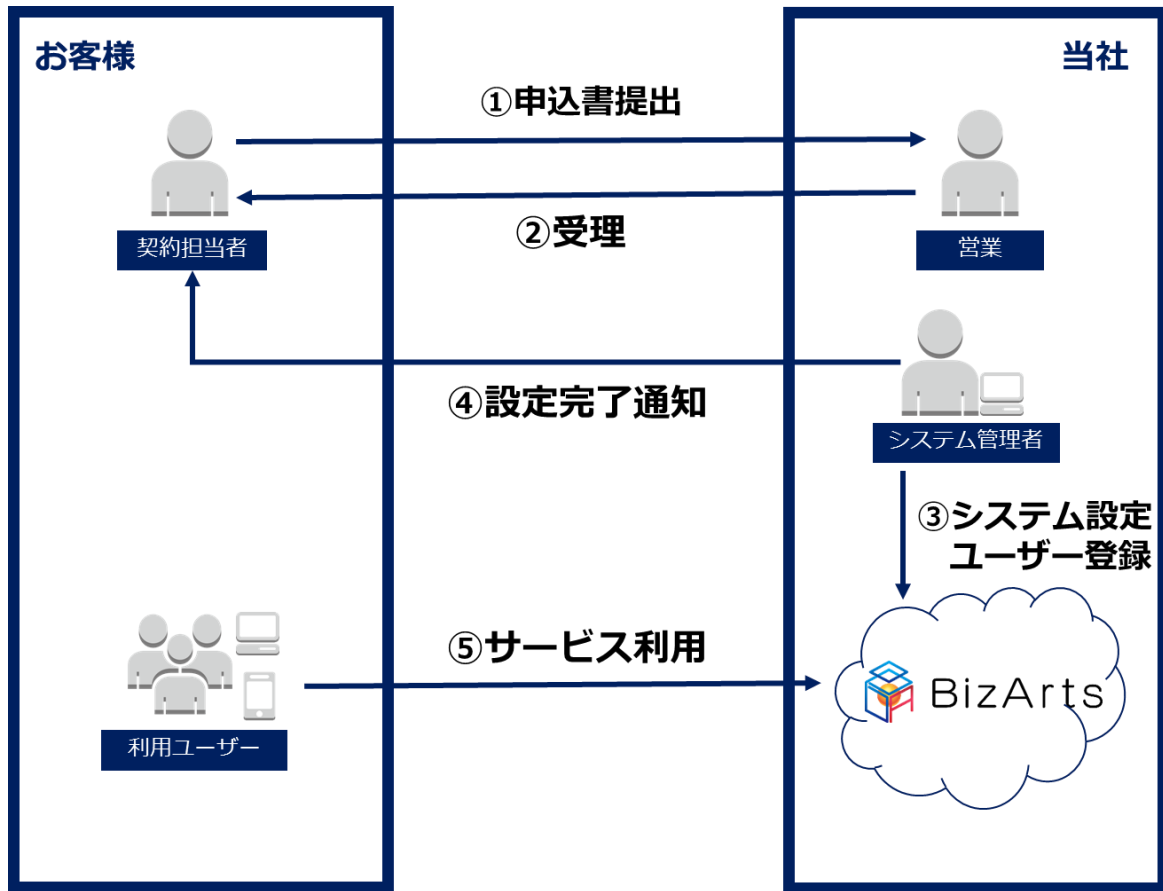 お客様
当社
①申込書提出
②受理
契約担当者
営業
④設定完了通知
システム管理者
③システム設定
ユーザー登録
⑤サービス利用
BizArts
利用ユーザー